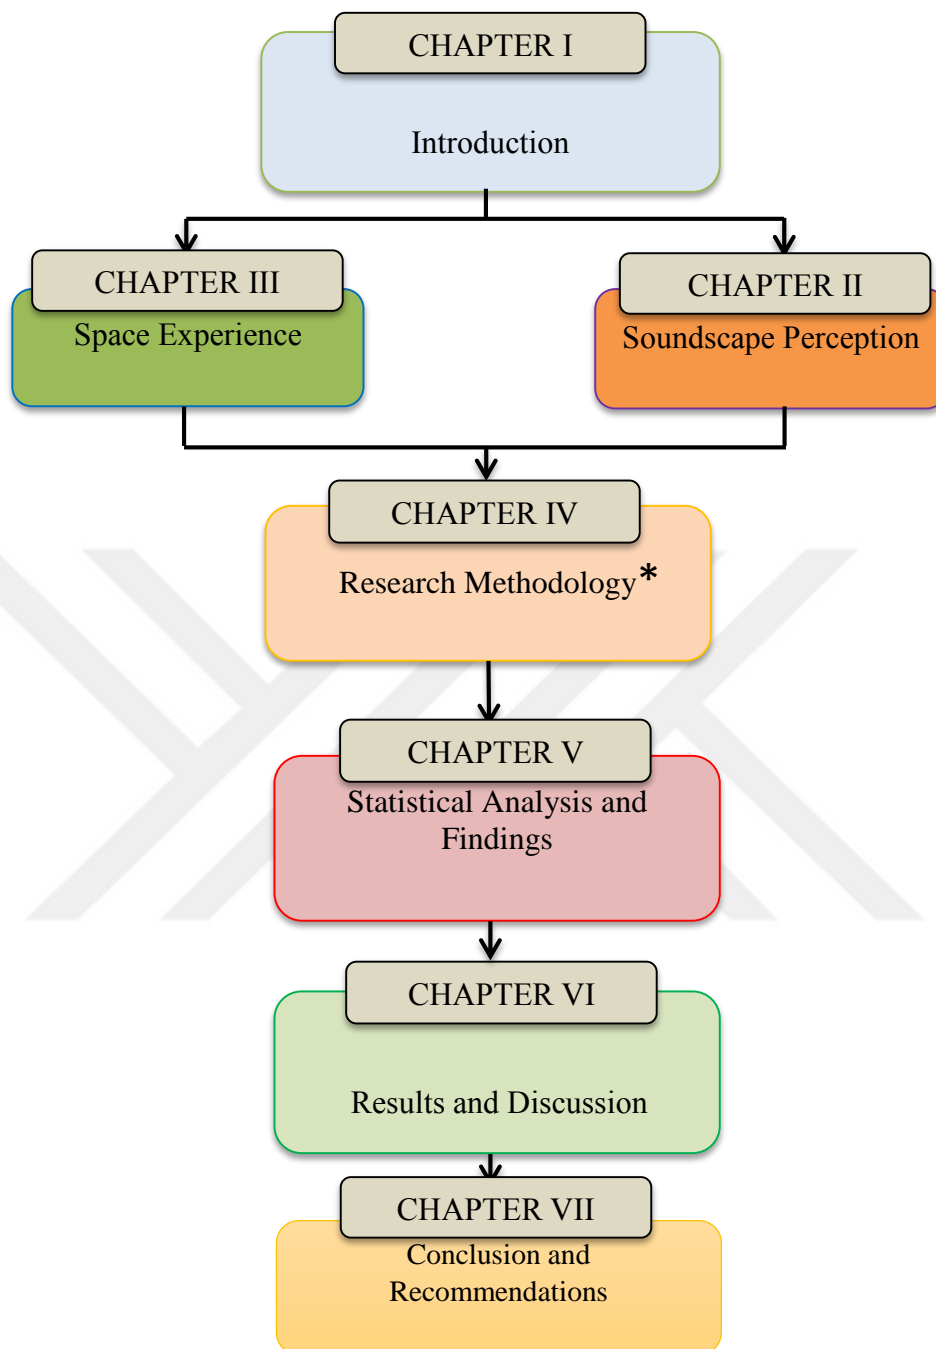 CHAPTER I
Introduction
CHAPTER III
Space Experience
CHAPTER II
Soundscape Perception
CHAPTER IV
Research Methodology*
CHAPTER V
Statistical Analysis and
Findings
CHAPTER VI
Results and Discussion
CHAPTER VII
Conclusion and
Recommendations